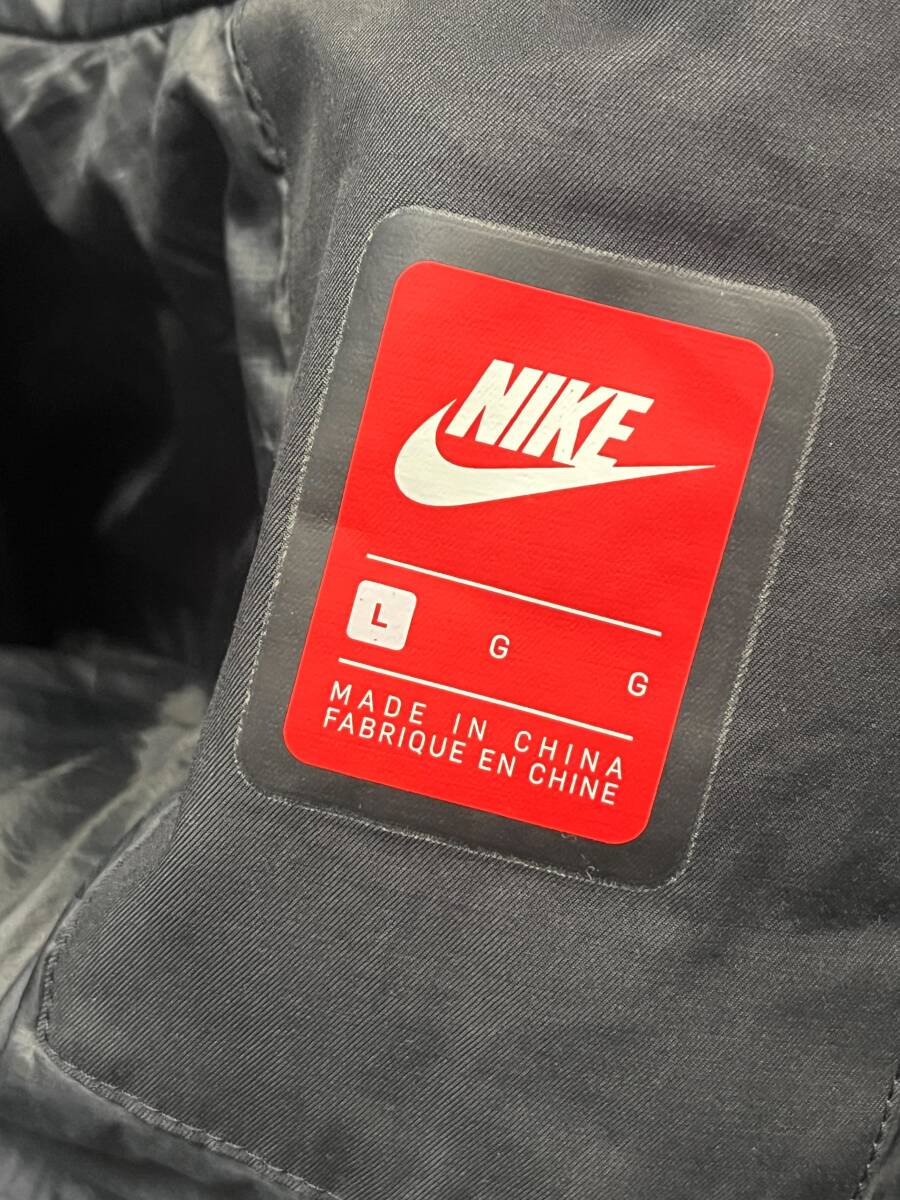 NIKE
L G G
MADE IN CHINA
FABRIQUE EN CHINE